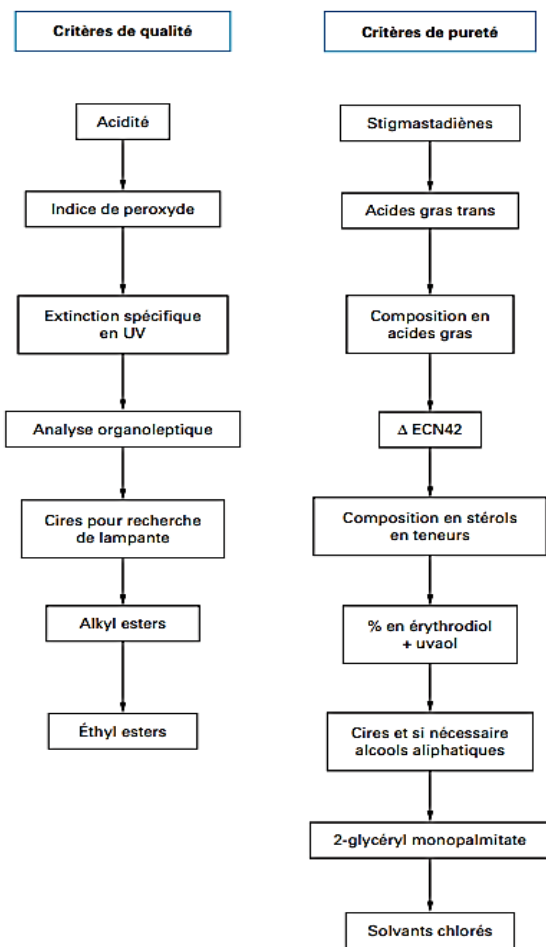 Critères de qualité
Acidité
Indice de peroxyde
Extinction spécifique
en UV
Analyse organoleptique
Cires pour recherche
de lampante
Alkyl esters
Éthyl esters
Critères de pureté
Stigmastadiènes
Acides gras trans
Composition en
acides gras
Δ ECN42
Composition en stérols
en teneurs
% en érythrodiol
+ uvaol
Cires et si nécessaire
alcools aliphatiques
2-glycéryl monopalmitate
Solvants chlorés